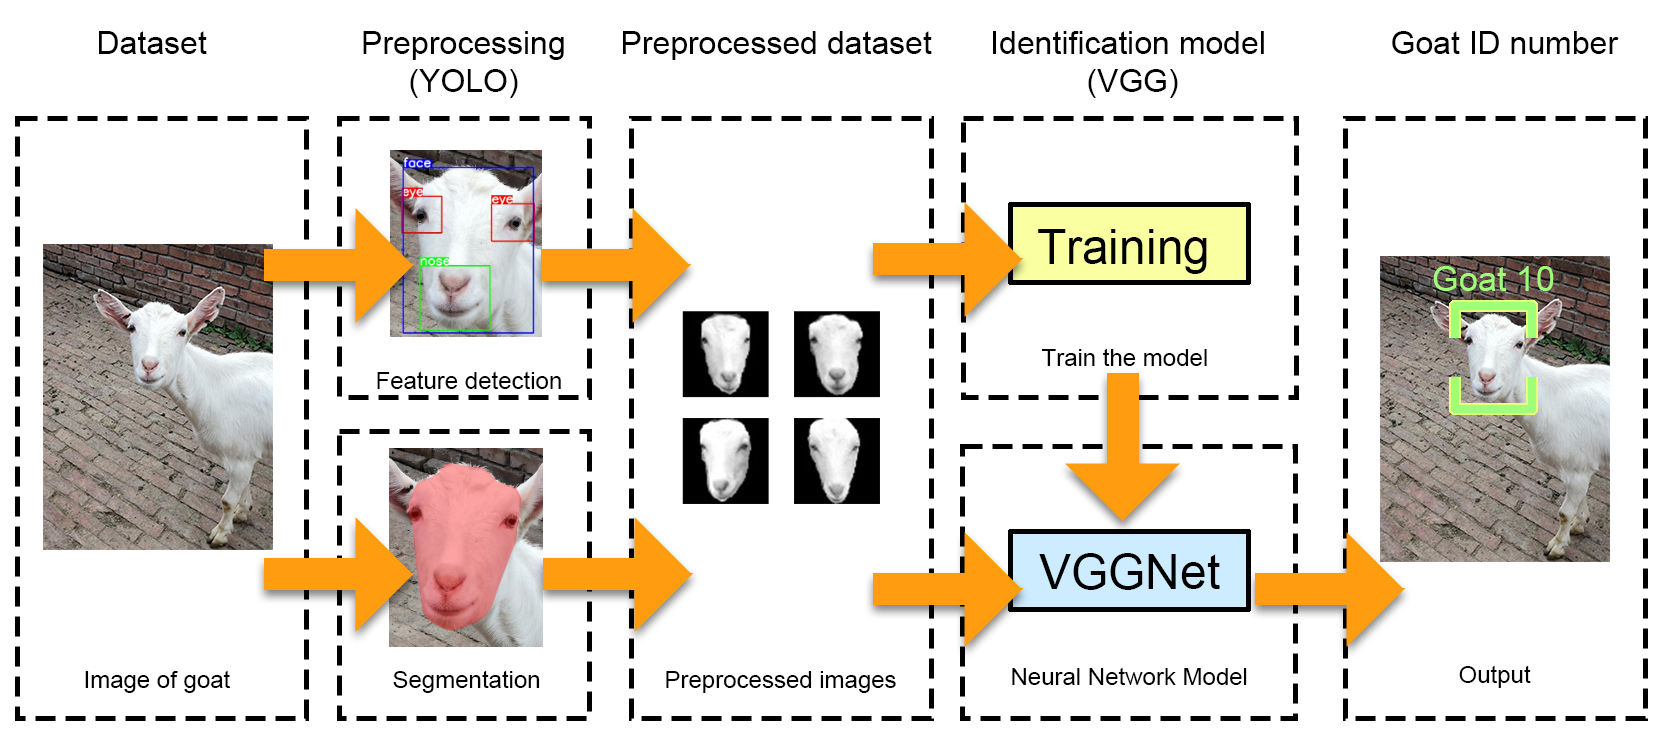 Dataset
Preprocessing
(YOLO)
Preprocessed dataset
Identification model
(VGG)
Goat ID number
face
eye
eye
nose
Feature detection
Segmentation
Image of goat
Preprocessed images
Training
Train the model
VGGNet
Neural Network Model
Goat 10
Output